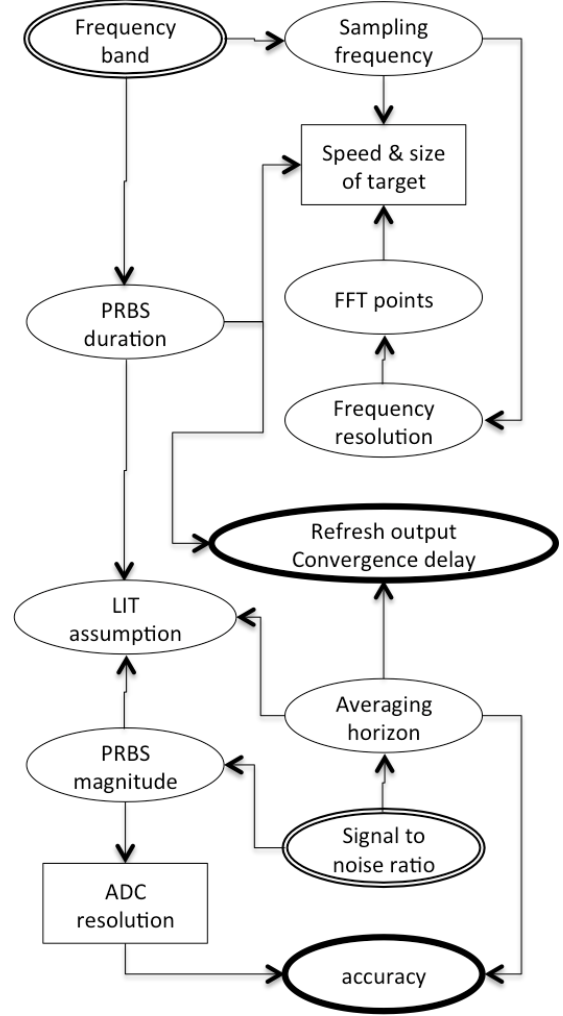 Frequency
band
Sampling
frequency
Speed & size
of target
PRBS
duration
FFT points
Frequency
resolution
Refresh output
Convergence delay
LIT
assumption
Averaging
horizon
PRBS
magnitude
Signal to
noise ratio
ADC
resolution
accuracy